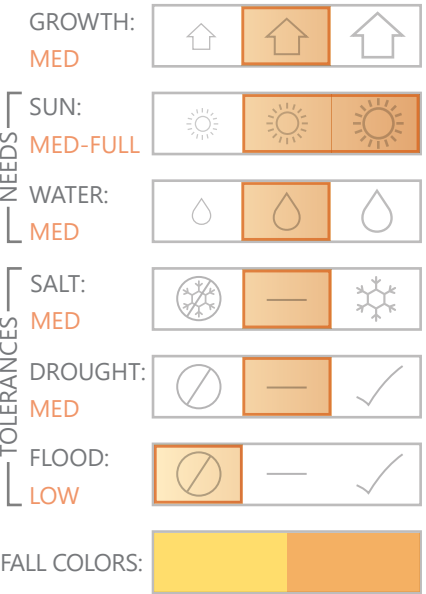 GROWTH:
MED
NEEDS
SUN:
MED-FULL
WATER:
MED
TOLERANCES
SALT:
MED
DROUGHT:
MED
FLOOD:
LOW
FALL COLORS: